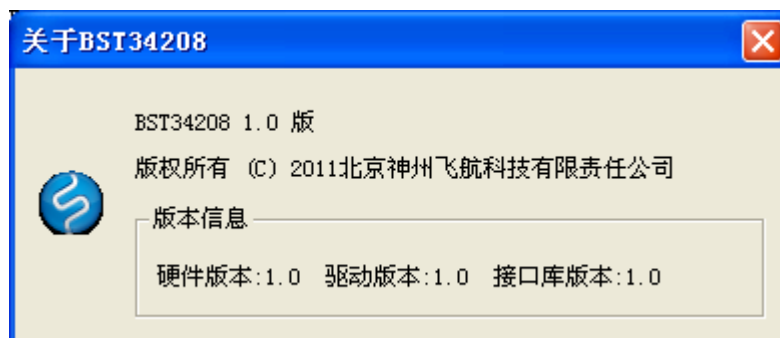 关于BST34208
BST34208 1.0 版
版权所有 (C) 2011北京神州飞航科技有限责任公司
版本信息
硬件版本:1.0 驱动版本:1.0 接口库版本:1.0